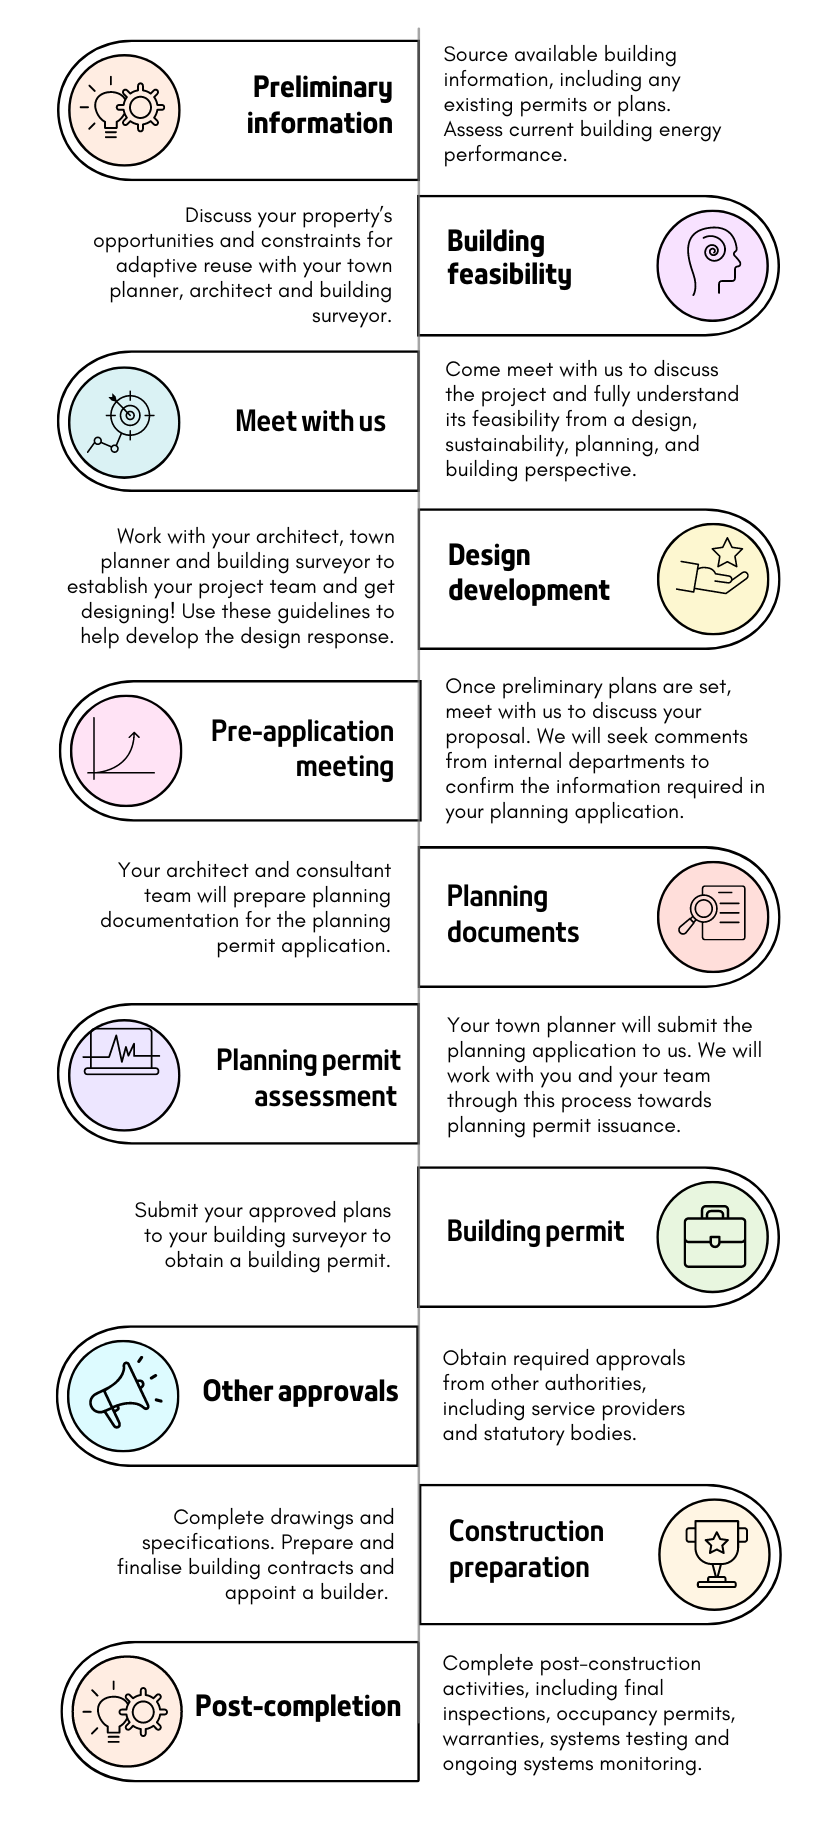 Preliminary
information
Source available building
information, including any
existing permits or plans.
Assess current building energy
performance.
Building
feasibility
Discuss your property’s
opportunities and constraints for
adaptive reuse with your town
planner, architect and building
surveyor.
Meet with us
Come meet with us to discuss
the project and fully understand
its feasibility from a design,
sustainability, planning, and
building perspective.
Design
development
Work with your architect, town
planner and building surveyor to
establish your project team and get
designing! Use these guidelines to
help develop the design response.
Pre-application
meeting
Once preliminary plans are set,
meet with us to discuss your
proposal. We will seek comments
from internal departments to
confirm the information required in
your planning application.
Planning
documents
Your architect and consultant
team will prepare planning
documentation for the planning
permit application.
Planning permit
assessment
Your town planner will submit the
planning application to us. We will
work with you and your team
through this process towards
planning permit issuance.
Building permit
Submit your approved plans
to your building surveyor to
obtain a building permit.
Other approvals
Obtain required approvals
from other authorities,
including service providers
and statutory bodies.
Construction
preparation
Complete drawings and
specifications. Prepare and
finalise building contracts and
appoint a builder.
Post-completion
Complete post-construction
activities, including final
inspections, occupancy permits,
warranties, systems testing and
ongoing systems monitoring.